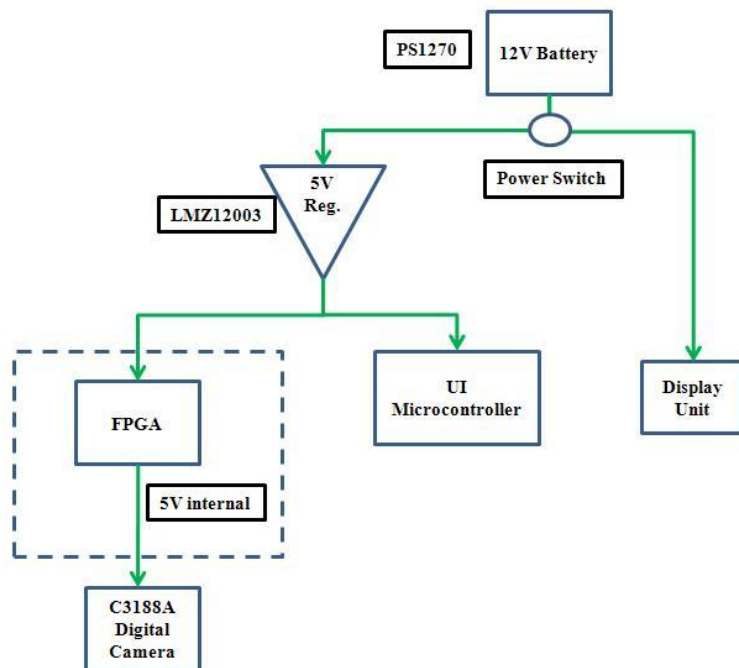 PS1270
12V Battery
Power Switch
5V
Reg.
LMZ12003
FPGA
UI
Microcontroller
Display
Unit
5V internal
C3188A
Digital
Camera